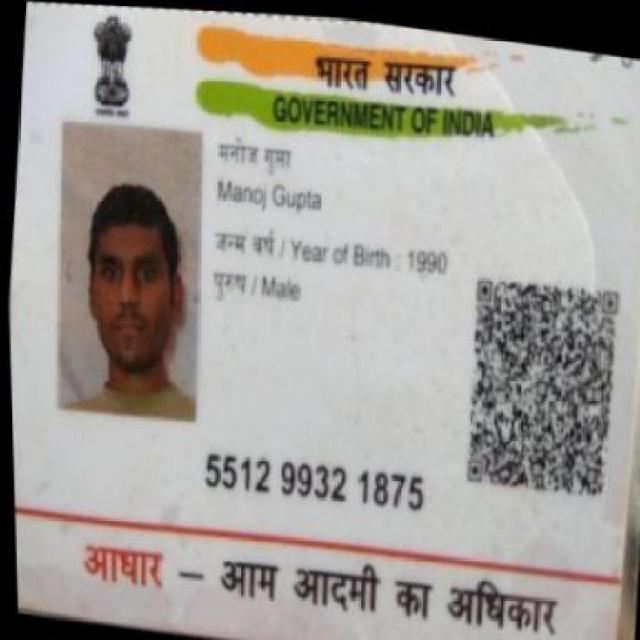 भारत सरकार
GOVERNMENT OF INDIA
मनोज गुप्ता
Manoj Gupta
जन्म वर्ष / Year of Birth : 1990
पुरुष / Male
5512 9932 1875
आधार – आम आदमी का अधिकार